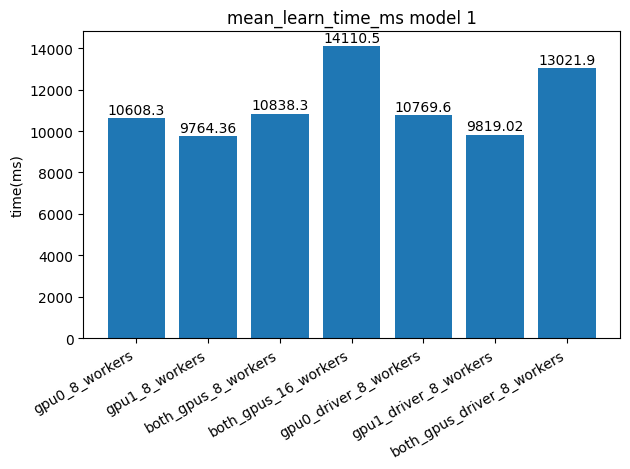 mean_learn_time_ms model 1
14110.5
13021.9
10838.3
10769.6
10608.3
9819.02
9764.36
time(ms)
14000
12000
10000
8000
6000
4000
2000
0
gpu0_8_workers
gpu1_8_workers
both_gpus_8_workers
both_gpus_16_workers
gpu0_driver_8_workers
gpu1_driver_8_workers
both_gpus_driver_8_workers